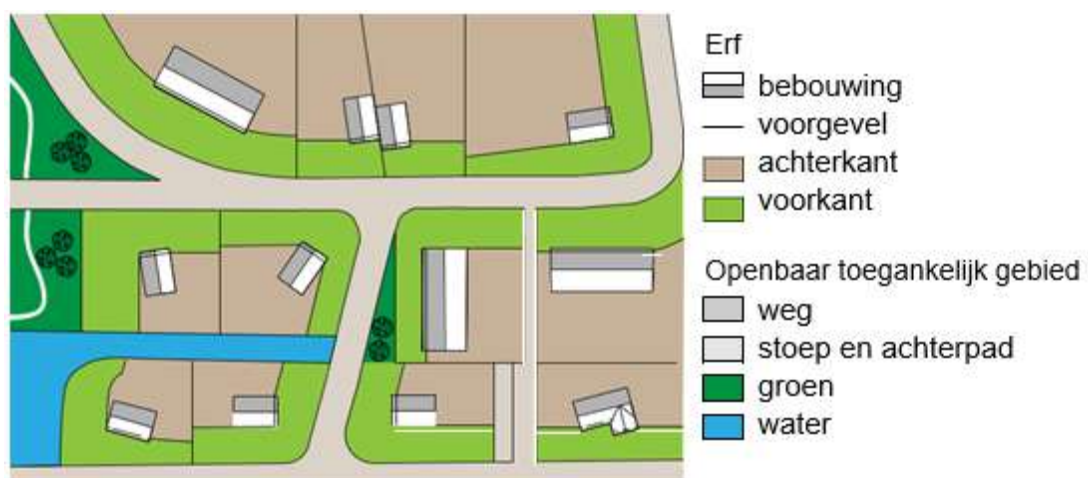 Erf
bebouwing
voorgevel
achterkant
voorkant
Openbaar toegankelijk gebied
weg
stoep en achterpad
groen
water